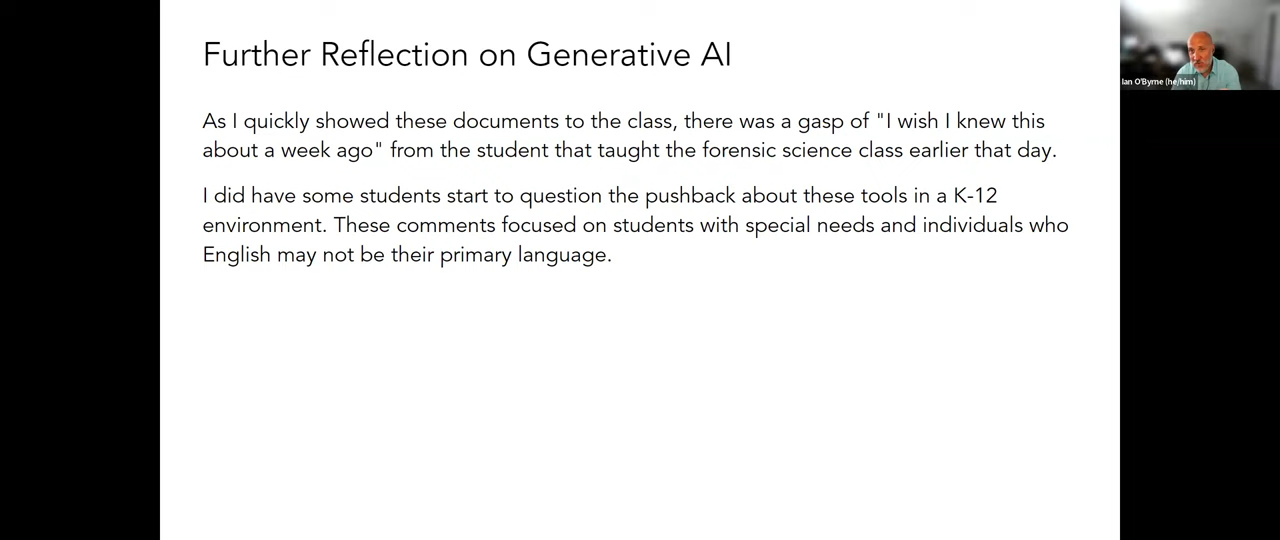 Further Reflection on Generative AI
As I quickly showed these documents to the class, there was a gasp of "I wish I knew this
about a week ago" from the student that taught the forensic science class earlier that day.
I did have some students start to question the pushback about these tools in a K-12
environment. These comments focused on students with special needs and individuals who
English may not be their primary language.
Ian O'Byrne (he/him)